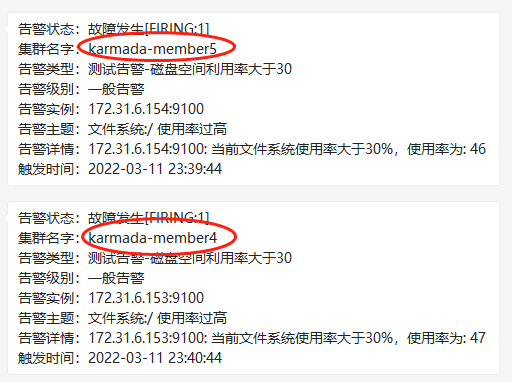 告警状态：故障发生[FIRING:1]
集群名字：karmada-member5
告警类型：测试告警-磁盘空间利用率大于30
告警级别：一般告警
告警实例：172.31.6.154:9100
告警主题：文件系统:/ 使用率过高
告警详情：172.31.6.154:9100: 当前文件系统使用率大于30%，使用率为: 46
触发时间：2022-03-11 23:39:44
告警状态：故障发生[FIRING:1]
集群名字：karmada-member4
告警类型：测试告警-磁盘空间利用率大于30
告警级别：一般告警
告警实例：172.31.6.153:9100
告警主题：文件系统:/ 使用率过高
告警详情：172.31.6.153:9100: 当前文件系统使用率大于30%，使用率为: 47
触发时间：2022-03-11 23:40:44